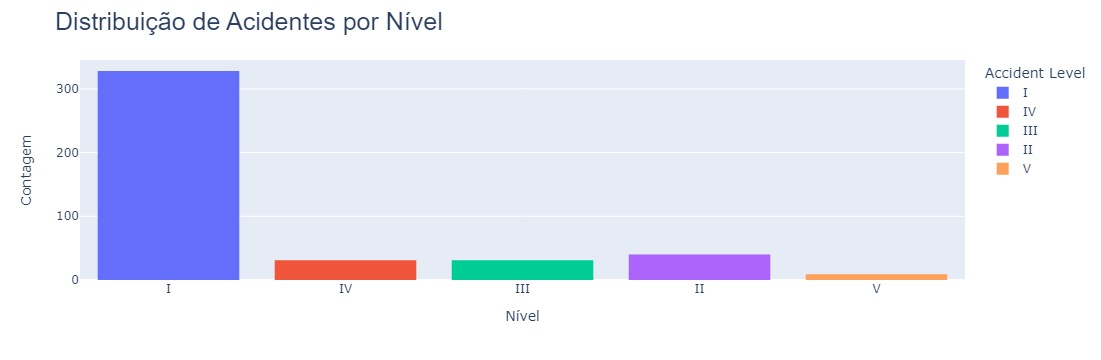 Distribuição de Acidentes por Nível
Contagem
300
200
100
0
I
IV
III
II
V
Nível
Accident Level
I
IV
III
II
V